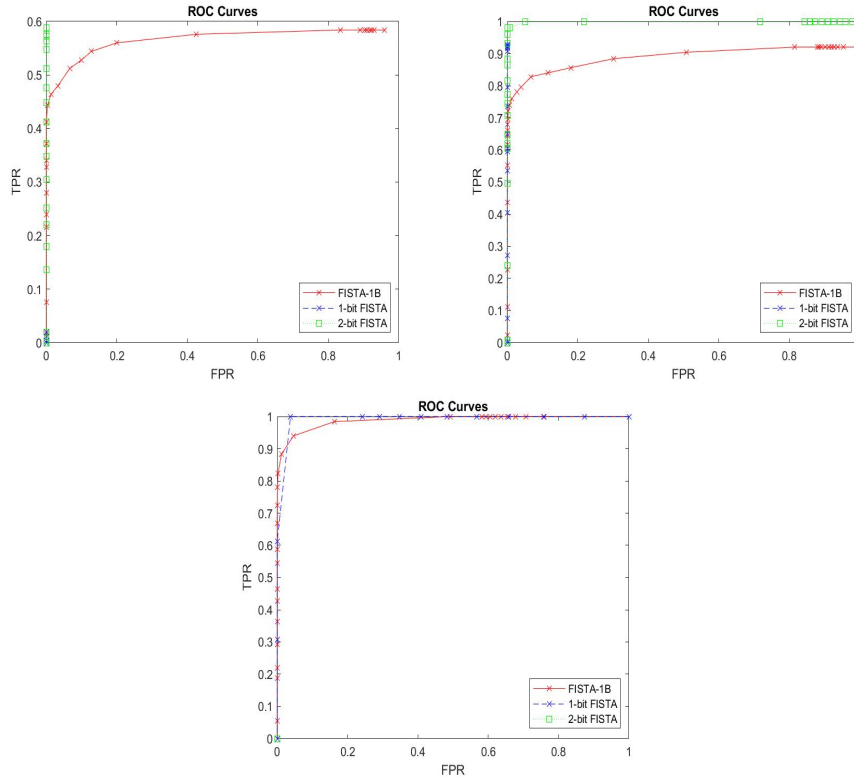 ROC Curves
0.6
0.5
0.4
0.3
0.2
0.1
0
TPR
0 0.2 0.4 0.6 0.8 1
FPR
FISTA-1B
1-bit FISTA
2-bit FISTA
ROC Curves
1
0.9
0.8
0.7
0.6
0.5
0.4
0.3
0.2
0.1
0
TPR
0 0.2 0.4 0.6 0.8
FPR
FISTA-1B
1-bit FISTA
2-bit FISTA
ROC Curves
1
0.9
0.8
0.7
0.6
0.5
0.4
0.3
0.2
0.1
0
TPR
0 0.2 0.4 0.6 0.8 1
FPR
FISTA-1B
1-bit FISTA
2-bit FISTA